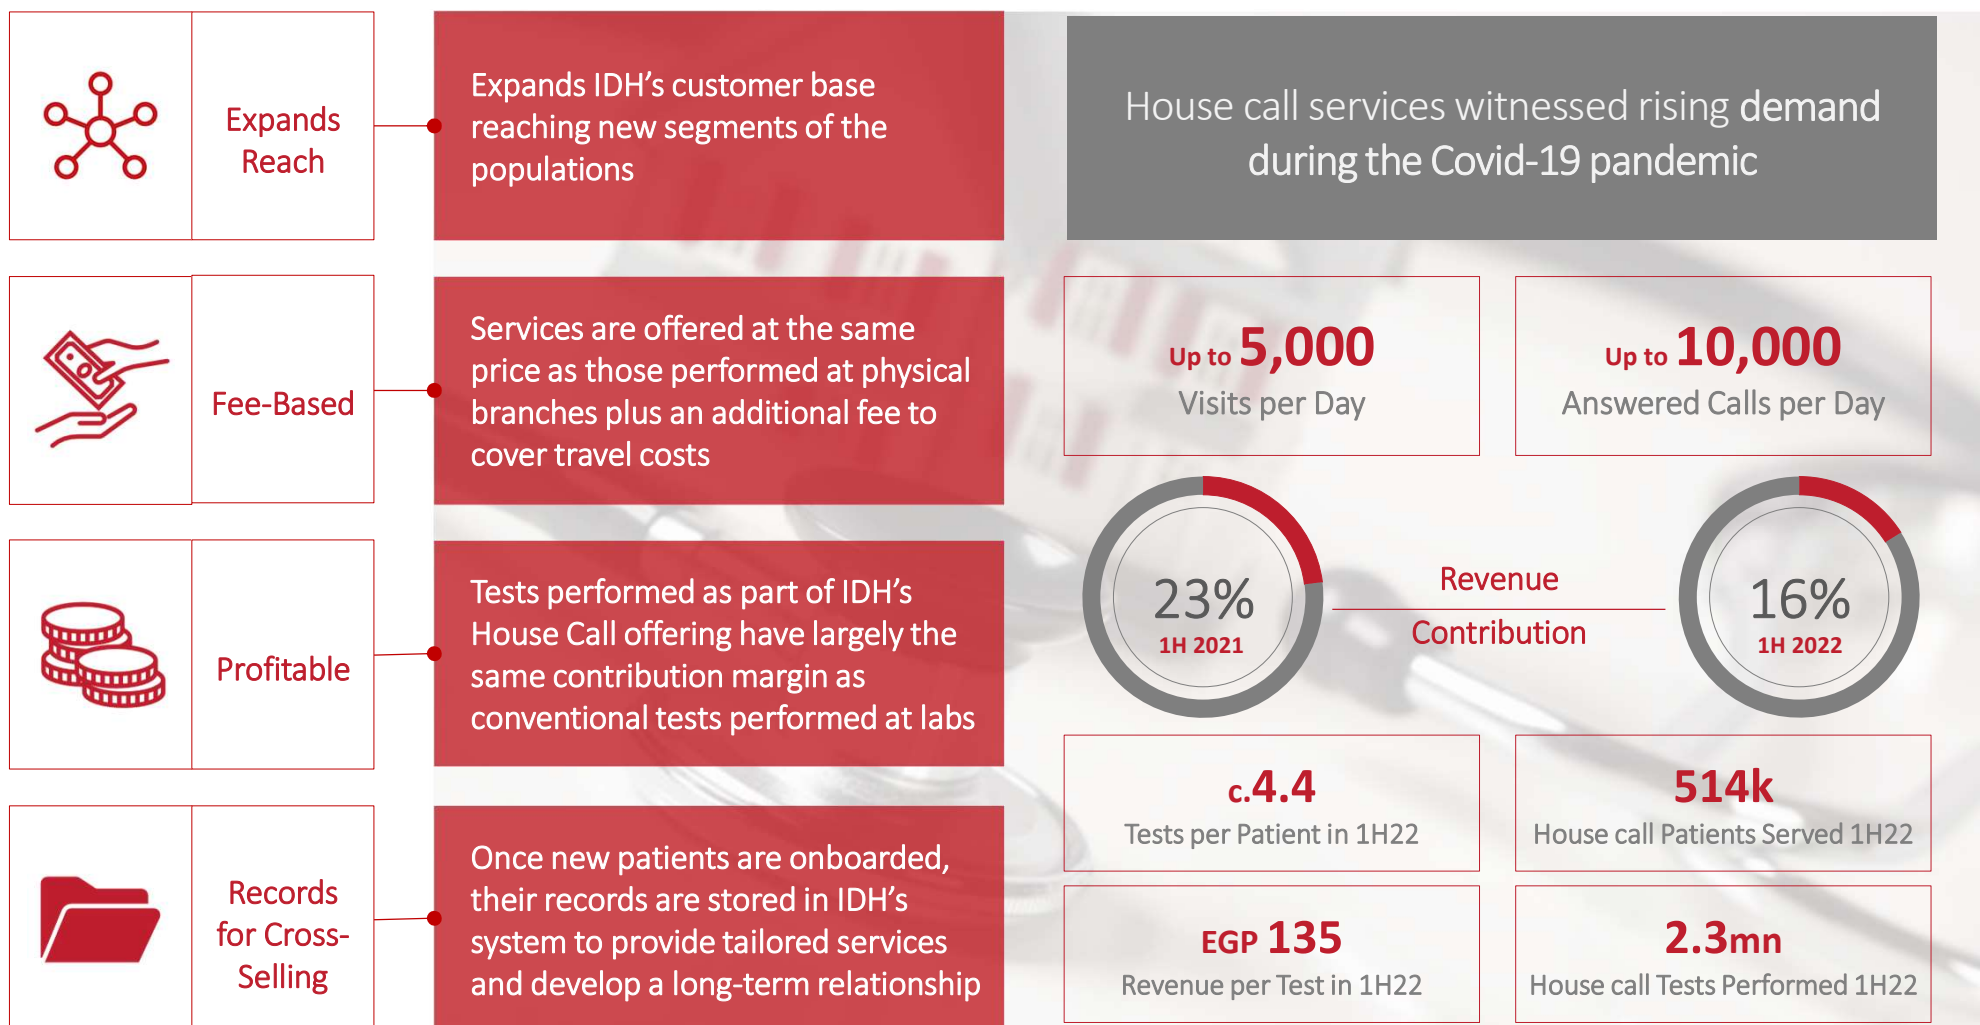 Expands
Reach
Expands IDH’s customer base
reaching new segments of the
populations
Fee-Based
Services are offered at the same
price as those performed at physical
branches plus an additional fee to
cover travel costs
Profitable
Tests performed as part of IDH’s
House Call offering have largely the
same contribution margin as
conventional tests performed at labs
Records
for Cross-
Selling
Once new patients are onboarded,
their records are stored in IDH’s
system to provide tailored services
and develop a long-term relationship
House call services witnessed rising demand
during the Covid-19 pandemic
Up to 5,000
Visits per Day
Up to 10,000
Answered Calls per Day
23%
1H 2021
Revenue
Contribution
16%
1H 2022
c.4.4
Tests per Patient in 1H22
514k
House call Patients Served 1H22
EGP 135
Revenue per Test in 1H22
2.3mn
House call Tests Performed 1H22